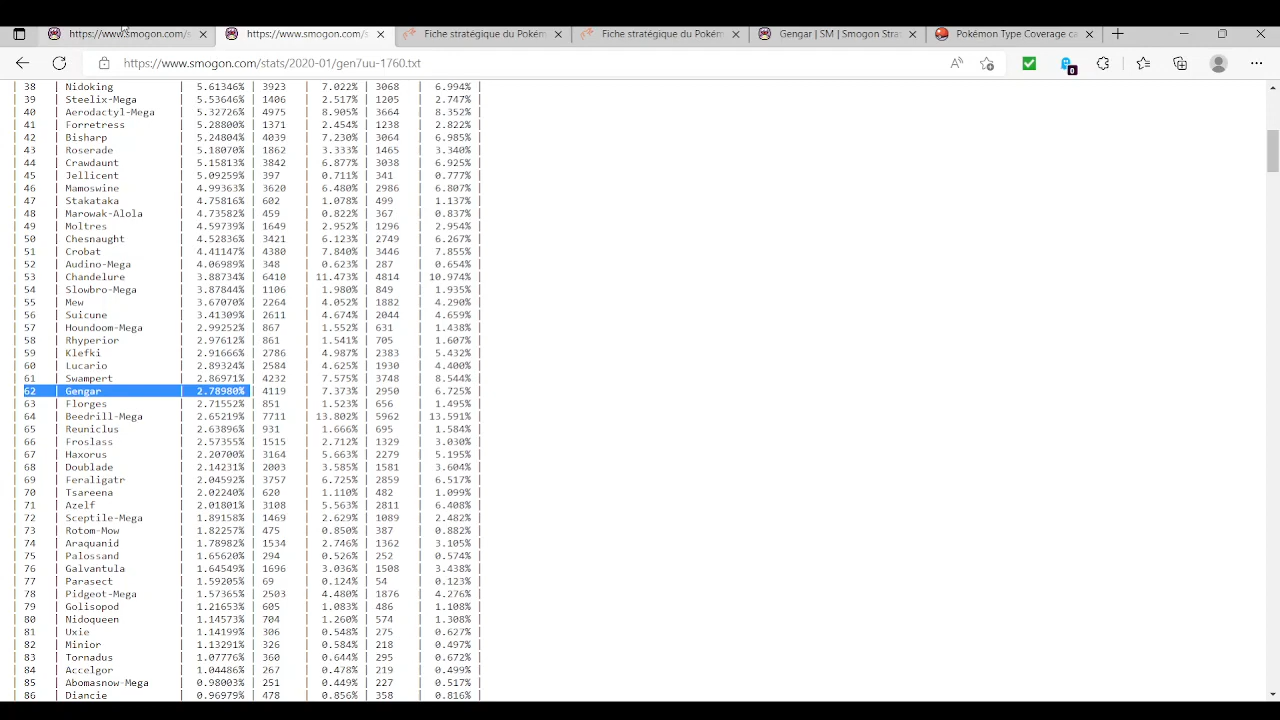 https://www.smogon.com/s
https://www.smogon.com/s
Fiche stratégique du Pokém
Fiche stratégique du Pokém
Gengar | SM | Smogon Strat
Pokémon Type Coverage ca
https://www.smogon.com/stats/2020-01/gen7uu-1760.txt
0
| 38 | Nidoking | 5.61346% | 3923 | 7.022% | 3068 | 6.994% |
| 39 | Steelix-Mega | 5.53646% | 1406 | 2.517% | 1205 | 2.747% |
| 40 | Aerodactyl-Mega | 5.32726% | 4975 | 8.905% | 3664 | 8.352% |
| 41 | Forretress | 5.28800% | 1371 | 2.454% | 1238 | 2.822% |
| 42 | Bisharp | 5.24804% | 4039 | 7.230% | 3064 | 6.985% |
| 43 | Roserade | 5.18070% | 1862 | 3.333% | 1465 | 3.340% |
| 44 | Crawdaunt | 5.15813% | 3842 | 6.877% | 3038 | 6.925% |
| 45 | Jellicent | 5.09259% | 397 | 0.711% | 341 | 0.777% |
| 46 | Mamoswine | 4.99363% | 3620 | 6.480% | 2986 | 6.807% |
| 47 | Stakataka | 4.75816% | 602 | 1.078% | 499 | 1.137% |
| 48 | Marowak-Alola | 4.73582% | 459 | 0.822% | 367 | 0.837% |
| 49 | Moltres | 4.59739% | 1649 | 2.952% | 1296 | 2.954% |
| 50 | Chesnaught | 4.52836% | 3421 | 6.123% | 2749 | 6.267% |
| 51 | Crobat | 4.41147% | 4380 | 7.840% | 3446 | 7.855% |
| 52 | Audino-Mega | 4.06989% | 348 | 0.623% | 287 | 0.654% |
| 53 | Chandelure | 3.88734% | 6410 | 11.473% | 4814 | 10.974% |
| 54 | Slowbro-Mega | 3.87844% | 1106 | 1.980% | 849 | 1.935% |
| 55 | Mew | 3.67070% | 2264 | 4.052% | 1882 | 4.290% |
| 56 | Suicune | 3.41309% | 2611 | 4.674% | 2044 | 4.659% |
| 57 | Houndoom-Mega | 2.99252% | 867 | 1.552% | 631 | 1.438% |
| 58 | Rhyperior | 2.97612% | 861 | 1.541% | 705 | 1.607% |
| 59 | Klefki | 2.91666% | 2786 | 4.987% | 2383 | 5.432% |
| 60 | Lucario | 2.89324% | 2584 | 4.625% | 1930 | 4.400% |
| 61 | Swampert | 2.86971% | 4232 | 7.575% | 3748 | 8.544% |
| 62 | Gengar | 2.78980% | 4119 | 7.373% | 2950 | 6.725% |
| 63 | Florges | 2.71552% | 851 | 1.523% | 656 | 1.495% |
| 64 | Beedrill-Mega | 2.65219% | 7711 | 13.802% | 5962 | 13.591% |
| 65 | Reuniclus | 2.63896% | 931 | 1.666% | 695 | 1.584% |
| 66 | Froslass | 2.57355% | 1515 | 2.712% | 1329 | 3.030% |
| 67 | Haxorus | 2.20700% | 3164 | 5.663% | 2279 | 5.195% |
| 68 | Doublade | 2.14231% | 2003 | 3.585% | 1581 | 3.604% |
| 69 | Feraligatr | 2.04592% | 3757 | 6.725% | 2859 | 6.517% |
| 70 | Tsareena | 2.02240% | 620 | 1.110% | 482 | 1.099% |
| 71 | Azelf | 2.01801% | 3108 | 5.563% | 2811 | 6.408% |
| 72 | Sceptile-Mega | 1.89158% | 1469 | 2.629% | 1089 | 2.482% |
| 73 | Rotom-Mow | 1.82257% | 475 | 0.850% | 387 | 0.882% |
| 74 | Araquanid | 1.78982% | 1534 | 2.746% | 1362 | 3.105% |
| 75 | Palossand | 1.65620% | 294 | 0.526% | 252 | 0.574% |
| 76 | Galvantula | 1.64549% | 1696 | 3.036% | 1508 | 3.438% |
| 77 | Parasect | 1.59205% | 69 | 0.124% | 54 | 0.123% |
| 78 | Pidgeot-Mega | 1.57365% | 2503 | 4.480% | 1876 | 4.276% |
| 79 | Golisopod | 1.21653% | 605 | 1.083% | 486 | 1.108% |
| 80 | Nidoqueen | 1.14573% | 704 | 1.260% | 574 | 1.308% |
| 81 | Uxie | 1.14199% | 306 | 0.548% | 275 | 0.627% |
| 82 | Minior | 1.13291% | 326 | 0.584% | 218 | 0.497% |
| 83 | Tornadus | 1.07776% | 360 | 0.644% | 295 | 0.672% |
| 84 | Accelgor | 1.04486% | 267 | 0.478% | 219 | 0.499% |
| 85 | Abomasnow-Mega | 0.98003% | 251 | 0.449% | 227 | 0.517% |
| 86 | Diancie | 0.96979% | 478 | 0.856% | 358 | 0.816% |